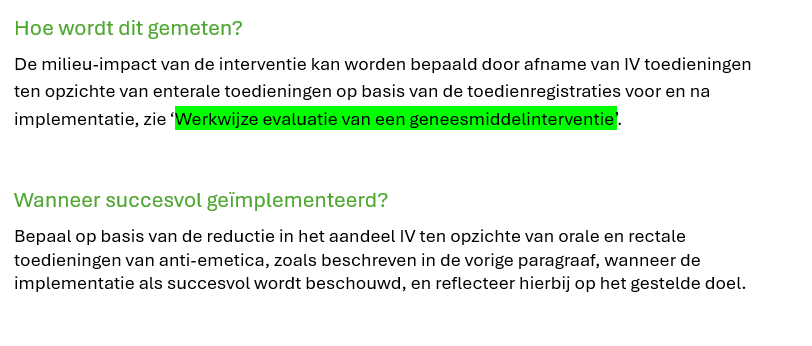 Hoe wordt dit gemeten?
De milieu-impact van de interventie kan worden bepaald door afname van IV toedieningen
ten opzichte van enterale toedieningen op basis van de toedienregistraties voor en na
implementatie, zie ‘Werkwijze evaluatie van een geneesmiddelinterventie’.
Wanneer succesvol geïmplementeerd?
Bepaal op basis van de reductie in het aandeel IV ten opzichte van orale en rectale
toedieningen van anti-emetica, zoals beschreven in de vorige paragraaf, wanneer de
implementatie als succesvol wordt beschouwd, en reflecteer hierbij op het gestelde doel.